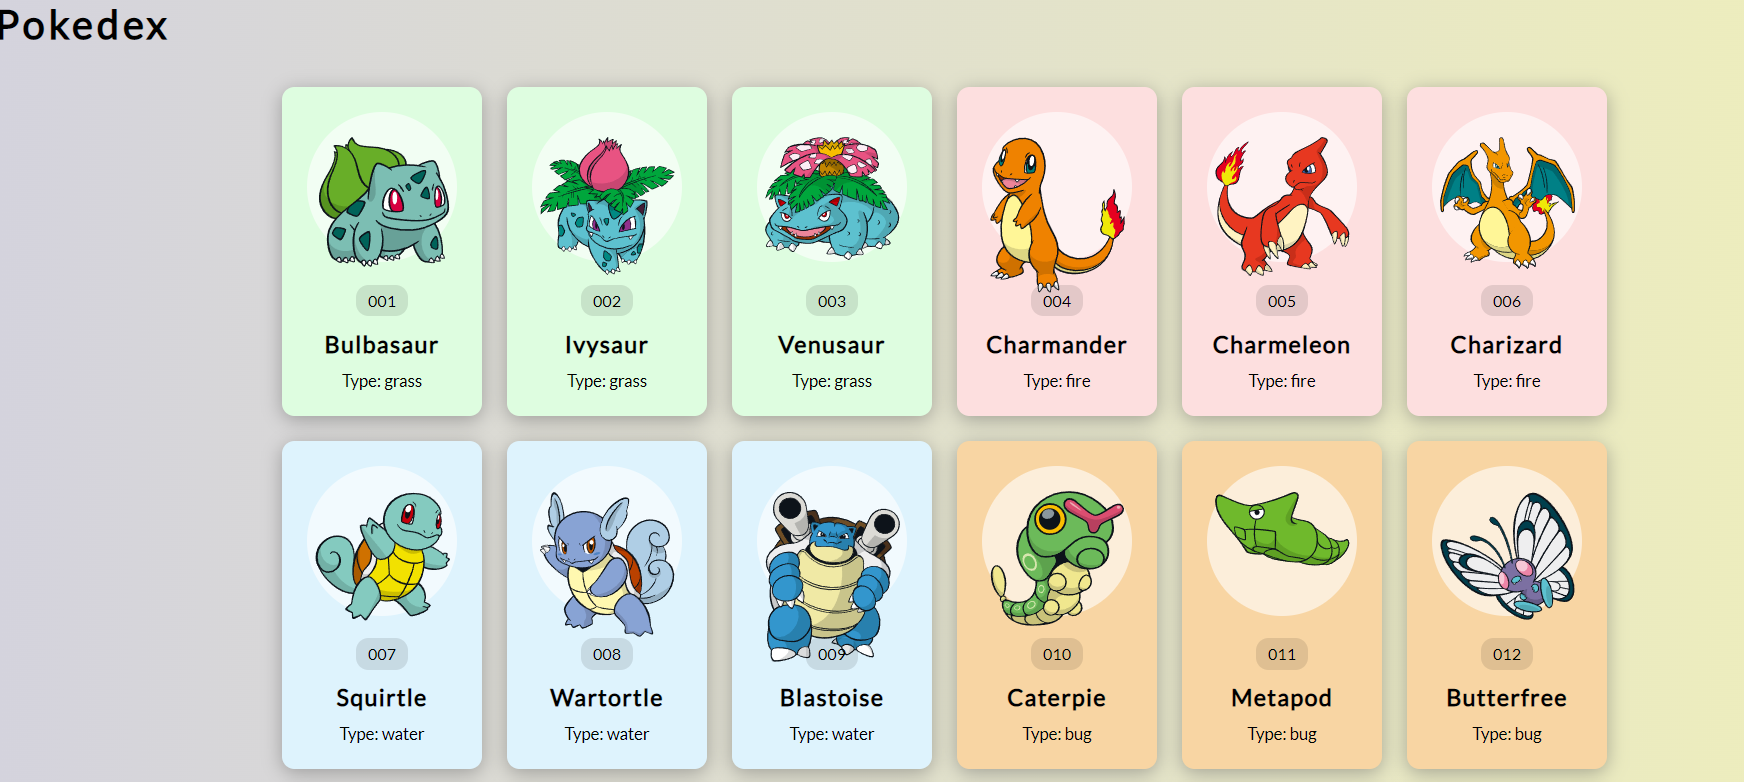 Pokedex
001 002 003 004 005 006
Bulbasaur Ivysaur Venusaur Charmander Charmeleon Charizard
Type: grass Type: grass Type: grass Type: fire Type: fire Type: fire
007 008 009 010 011 012
Squirtle Wartortle Blastoise Caterpie Metapod Butterfree
Type: water Type: water Type: water Type: bug Type: bug Type: bug